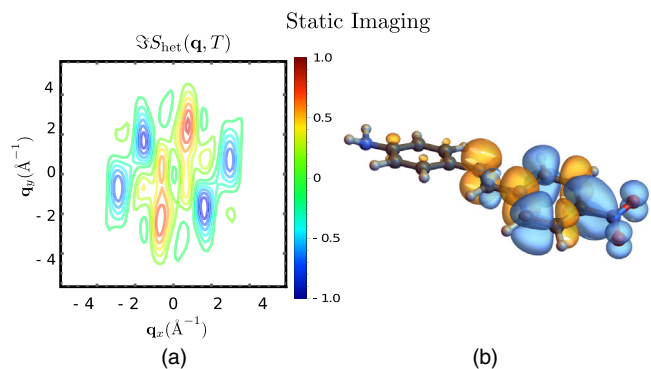 Static Imaging
ℑS_het(q, T)
4
2
0
- 2
- 4
q_y(Å⁻¹)
- 4
- 2
0
2
4
q_x(Å⁻¹)
1.0
0.5
0
- 0.5
- 1.0
(a)
(b)